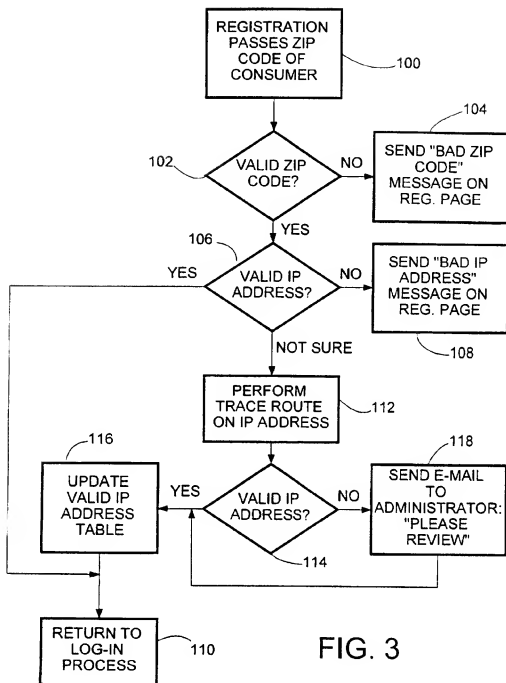 REGISTRATION
PASSES ZIP
CODE OF
CONSUMER
100
102
VALID ZIP
CODE?
NO
104
SEND "BAD ZIP
CODE"
MESSAGE ON
REG. PAGE
YES
106
YES
VALID IP
ADDRESS?
NO
SEND "BAD IP
ADDRESS"
MESSAGE ON
REG. PAGE
108
NOT SURE
PERFORM
TRACE ROUTE
ON IP ADDRESS
112
116
UPDATE
VALID IP
ADDRESS
TABLE
YES
VALID IP
ADDRESS?
NO
114
118
SEND E-MAIL
TO
ADMINISTRATOR:
"PLEASE
REVIEW"
RETURN TO
LOG-IN
PROCESS
110
FIG. 3